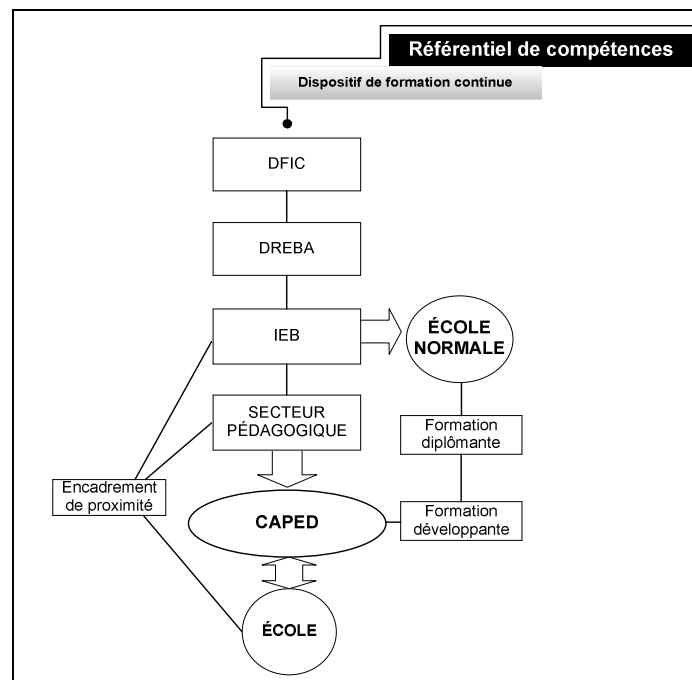 Référentiel de compétences
Dispositif de formation continue
DFIC
DREBA
IEB
ÉCOLE
NORMALE
SECTEUR
PÉDAGOGIQUE
Formation
diplômante
Encadrement
de proximité
CAPED
Formation
développante
ÉCOLE